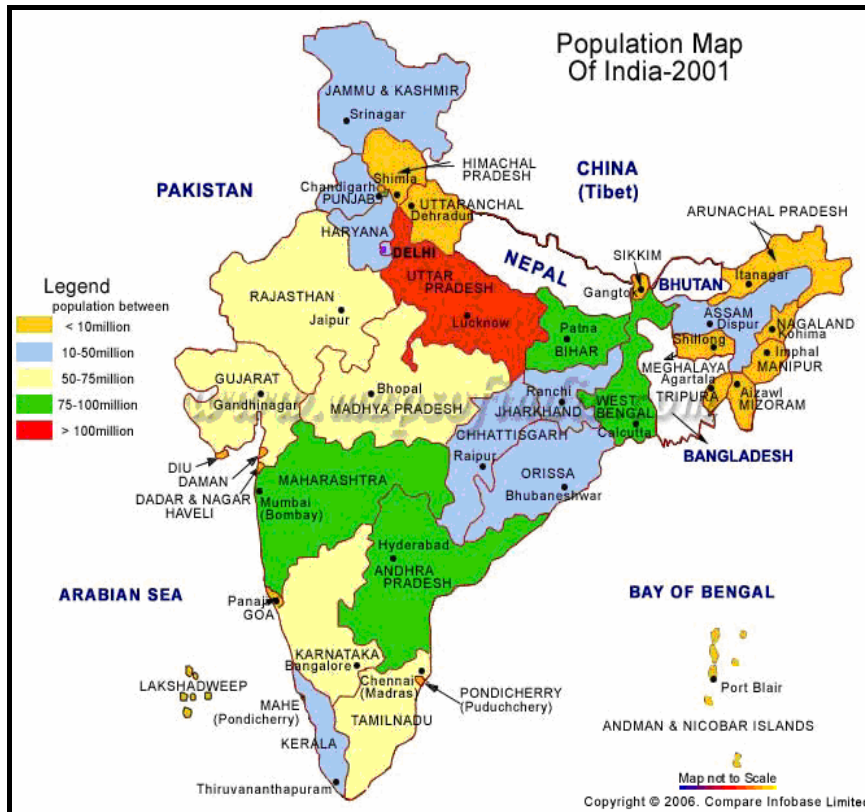 Population Map
Of India-2001
JAMMU & KASHMIR
Srinagar
CHINA
(Tibet)
HIMACHAL
PRADESH
Shimla
PAKISTAN
Chandigarh
PUNJAB
UTTARANCHAL
Dehradun
ARUNACHAL PRADESH
HARYANA
DELHI
NEPAL
SIKKIM
BHUTAN
Itanagar
UTTAR
PRADESH
Gangtok
Legend
population between
< 10million
10-50million
50-75million
75-100million
> 100million
RAJASTHAN
Jaipur
Lucknow
ASSAM
Dispur
NAGALAND
Kohima
Patna
BIHAR
Shillong
Imphal
MANIPUR
MEGHALAYA
Agartala
TRIPURA
Aizawl
MIZORAM
GUJARAT
Gandhinagar
Bhopal
MADHYA PRADESH
Ranchi
JHARKHAND
WEST
BENGAL
Calcutta
CHHATTISGARH
Raipur
BANGLADESH
DIU
DAMAN
DADAR & NAGAR
HAVELI
MAHARASHTRA
Mumbai
(Bombay)
ORISSA
Bhubaneshwar
Hyderabad
ANDHRA
PRADESH
ARABIAN SEA
BAY OF BENGAL
Panaji
GOA
KARNATAKA
Bangalore
Chennai
(Madras)
LAKSHADWEEP
MAHE
(Pondicherry)
PONDICHERRY
(Puduchchery)
TAMILNADU
Port Blair
ANDMAN & NICOBAR ISLANDS
KERALA
Thiruvananthapuram
Map not to Scale
Copyright © 2006. Compare Infobase Limite